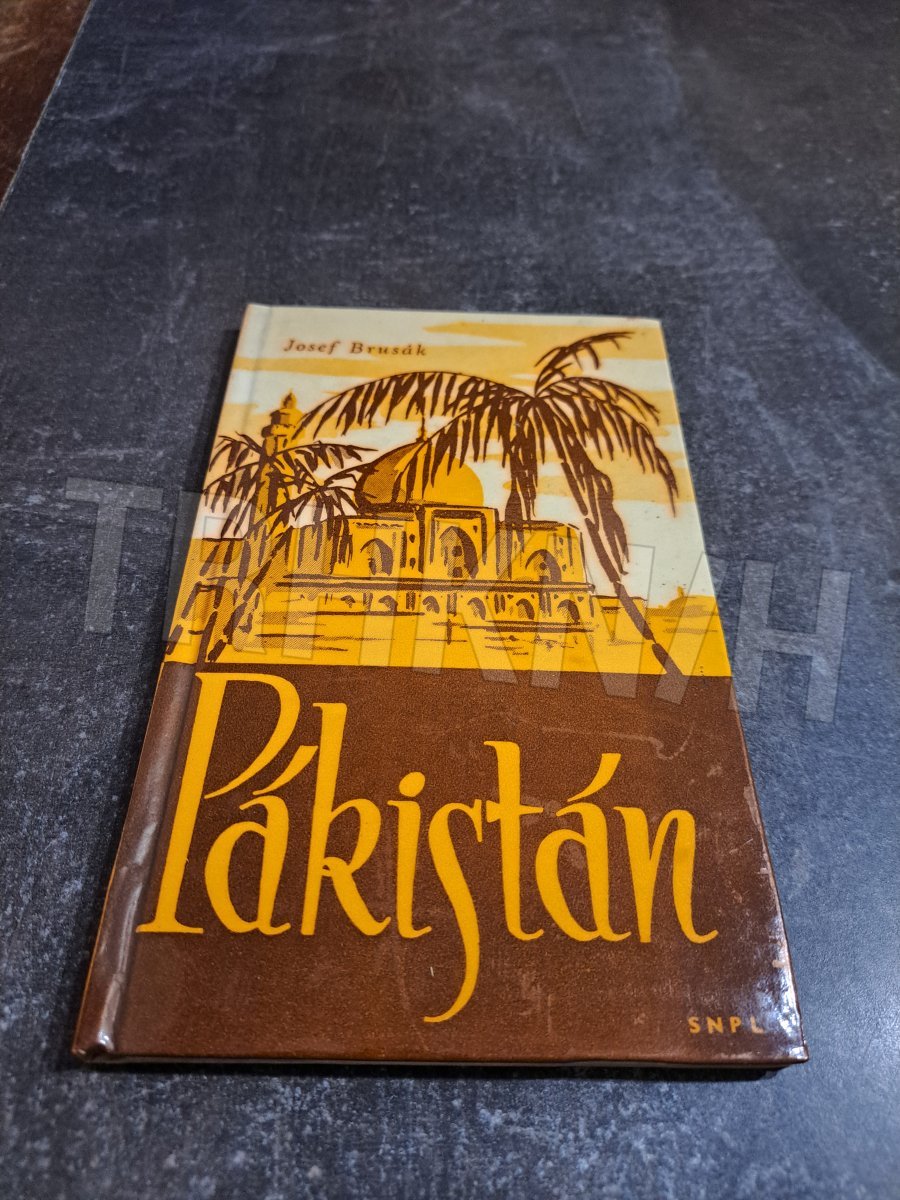 Josef Brusák
Pákistán
SNPL